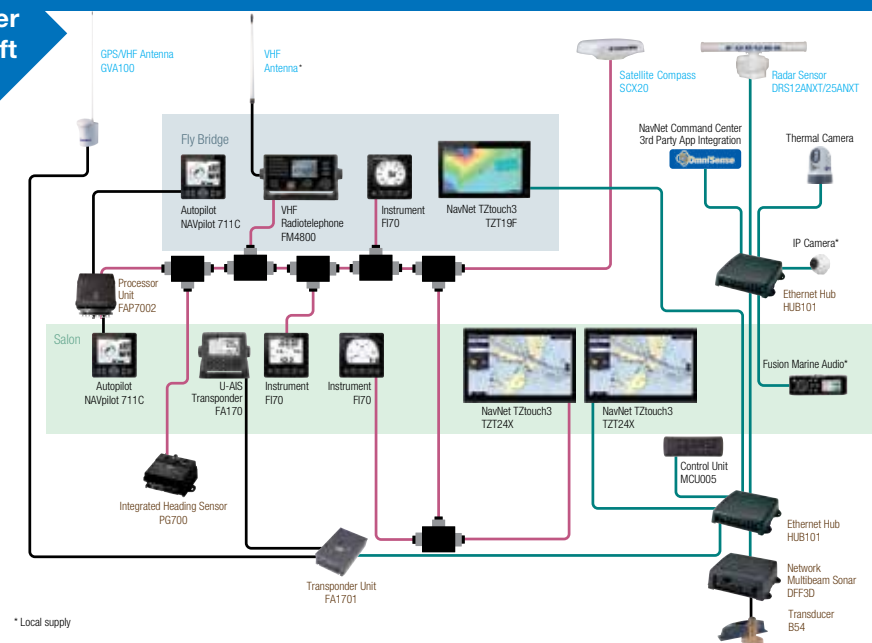 er
ft
GPS/VHF Antenna
GVA100
VHF
Antenna*
Satellite Compass
SCX20
FURUNO
Radar Sensor
DRS12ANXT/25ANXT
Fly Bridge
NavNet Command Center
3rd Party App Integration
OmniSense
Thermal Camera
Autopilot
NAVpilot 711C
VHF
Radiotelephone
FM4800
Instrument
FI70
NavNet TZtouch3
TZT19F
IP Camera*
Processor
Unit
FAP7002
Ethernet Hub
HUB101
Salon
Autopilot
NAVpilot 711C
U-AIS
Transponder
FA170
Instrument
FI70
Instrument
FI70
NavNet TZtouch3
TZT24X
NavNet TZtouch3
TZT24X
Fusion Marine Audio*
Control Unit
MCU005
Integrated Heading Sensor
PG700
Ethernet Hub
HUB101
Transponder Unit
FA1701
Network
Multibeam Sonar
DFF3D
Transducer
B54
* Local supply